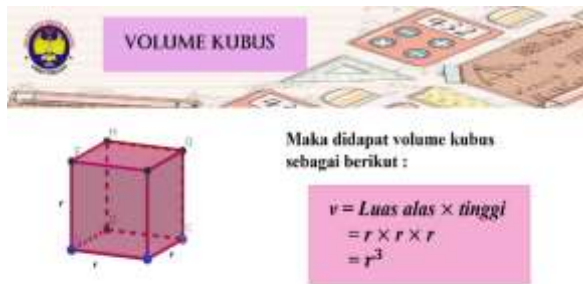 VOLUME KUBUS
Maka didapat volume kubus
sebagai berikut :
v = Luas alas × tinggi
= r × r × r
= r³
H
G
E
r
r
r